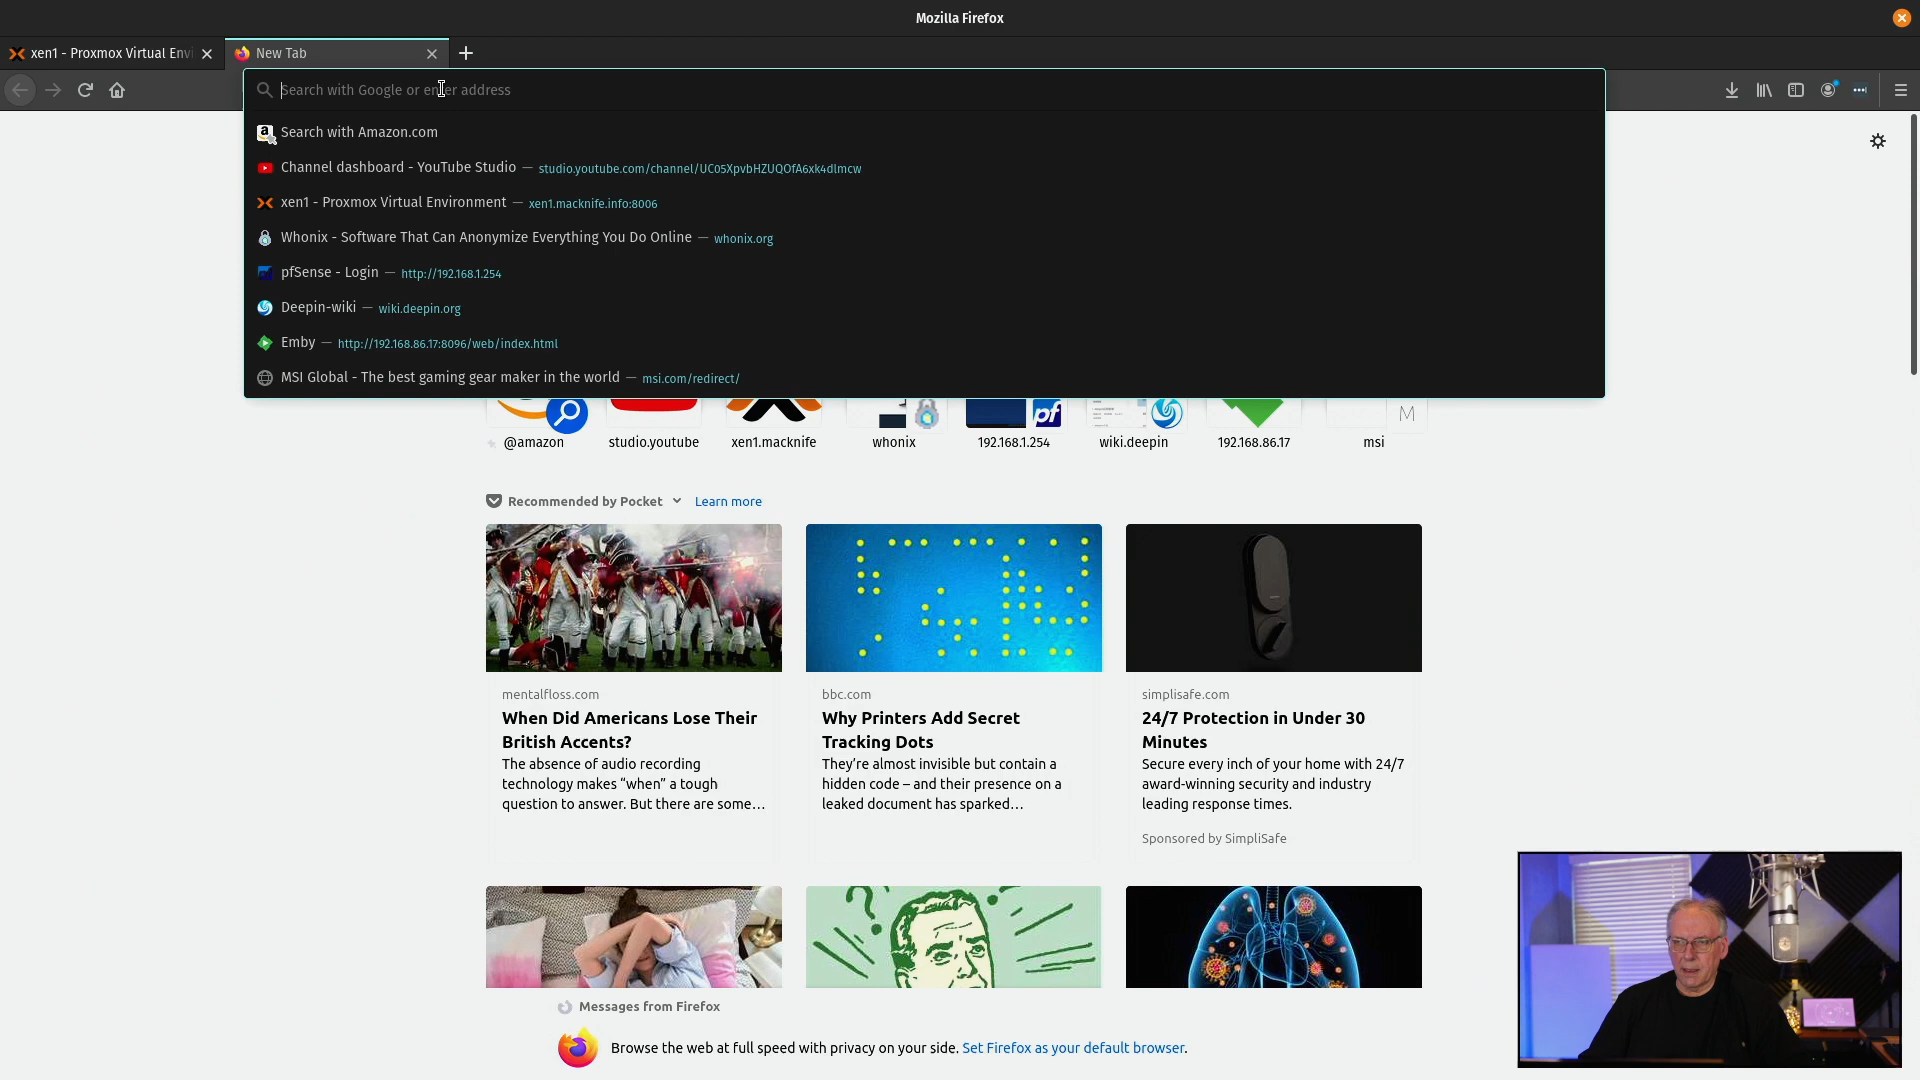 Mozilla Firefox
xen1 - Proxmox Virtual Envi
New Tab
Search with Google or enter address
Search with Amazon.com
Channel dashboard - YouTube Studio — studio.youtube.com/channel/UC05XpvbHZUQOfA6xk4dlmcw
xen1 - Proxmox Virtual Environment — xen1.macknife.info:8006
Whonix - Software That Can Anonymize Everything You Do Online — whonix.org
pfSense - Login — http://192.168.1.254
Deepin-wiki — wiki.deepin.org
Emby — http://192.168.86.17:8096/web/index.html
MSI Global - The best gaming gear maker in the world — msi.com/redirect/
pf
M
@amazon
studio.youtube
xen1.macknife
whonix
192.168.1.254
wiki.deepin
192.168.86.17
msi
Recommended by Pocket
Learn more
mentalfloss.com
When Did Americans Lose Their
British Accents?
The absence of audio recording
technology makes “when” a tough
question to answer. But there are some…
bbc.com
Why Printers Add Secret
Tracking Dots
They’re almost invisible but contain a
hidden code – and their presence on a
leaked document has sparked…
simplisafe.com
24/7 Protection in Under 30
Minutes
Secure every inch of your home with 24/7
award-winning security and industry
leading response times.
Sponsored by SimpliSafe
Messages from Firefox
Browse the web at full speed with privacy on your side. Set Firefox as your default browser.